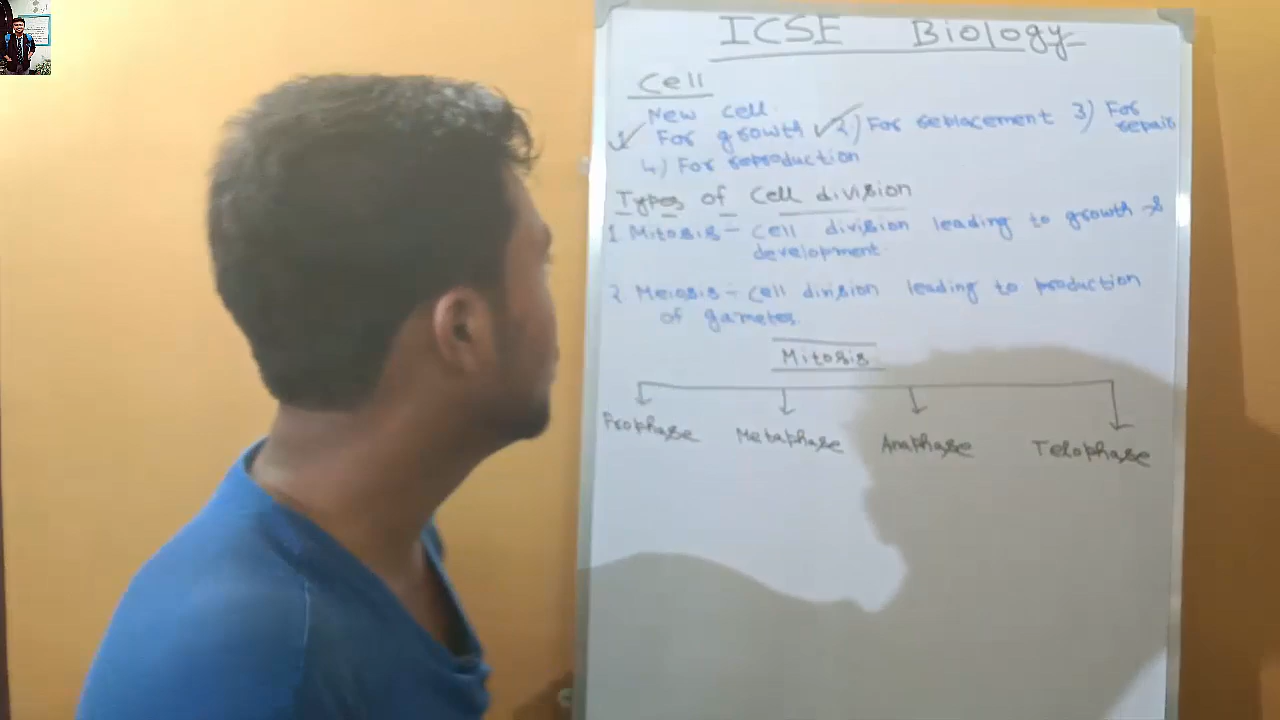 ICSE Biology
Cell
New cell
1 For growth 2) For replacement 3) For repair
4) For reproduction
Types of Cell division
1 Mitosis - Cell division leading to growth &
development
2 Meiosis - Cell division leading to production
of gametes
Mitosis
Prophase Metaphase Anaphase Telophase